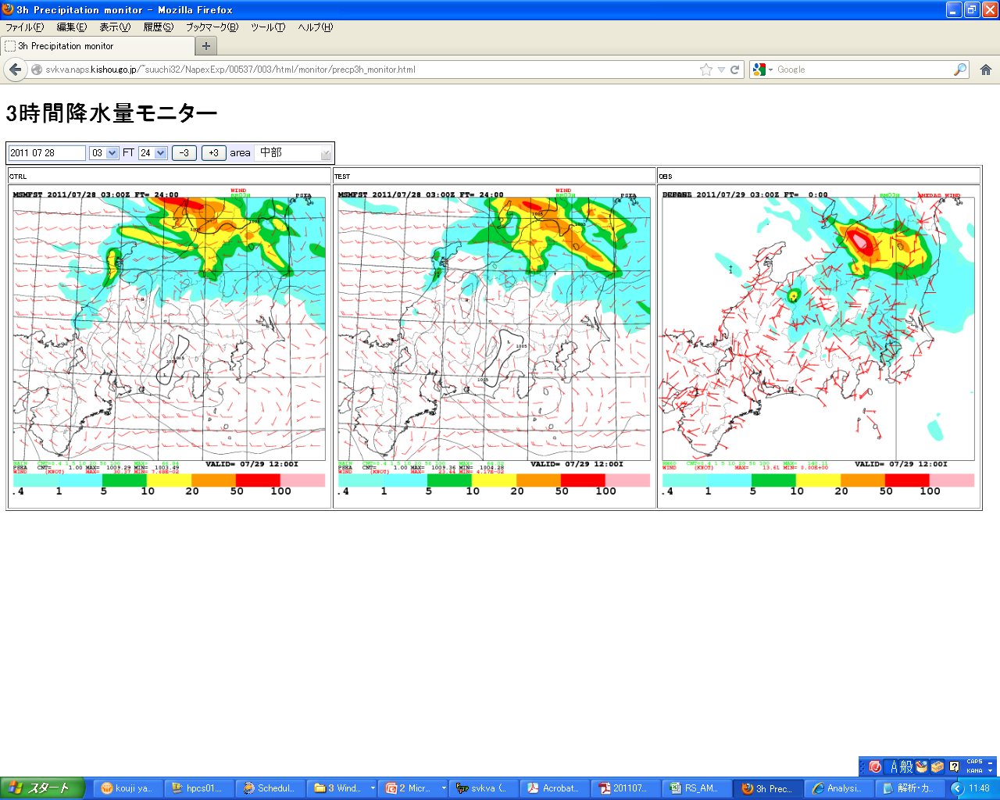 3h Precipitation monitor - Mozilla Firefox
ファイル(F) 編集(E) 表示(V) 履歴(S) ブックマーク(B) ツール(T) ヘルプ(H)
3h Precipitation monitor
svkva.naps.kishou.go.jp/~suuchi32/NapexExp/00537/003/html/monitor/precp3h_monitor.html
Google
3時間降水量モニター
2011 07 28 03 FT 24 -3 +3 area 中部
CTRL TEST OBS
MSMFST 2011/07/28 03:00Z FT= 24:00 WIND RR03H PSEA
MSMFST 2011/07/28 03:00Z FT= 24:00 WIND RR03H PSEA
2011/07/29 03:00Z FT= 0:00 RM03H AMEDAS WIND
RAIN CNT=0.4 1 5 10 20 50 100 MAX= VALID= 07/29 12:00I
PSEA CNT= 1.00 MAX= 1009.29 MIN= 1003.49
WIND (KNOT) MAX= 30.37 MIN= 7.68E-02
RAIN CNT=0.4 1 5 10 20 50 100 MAX= 64.02 VALID= 07/29 12:00I
PSEA CNT= 1.00 MAX= 1009.36 MIN= 1004.28
WIND (KNOT) MAX= 23.44 MIN= 4.17E-02
CNT=0.4 1 5 10 20 50 100 MAX= 140.11 VALID= 07/29 12:00I
WIND (KNOT) MAX= 13.61 MIN= 0.00E+00
.4 1 5 10 20 50 100
.4 1 5 10 20 50 100
.4 1 5 10 20 50 100
A 般 CAPS KANA
スタート kouji ya... hpcs01.... Schedul... 3 Wind... 2 Micr... svkva (... Acrobat... 201107... RS_AM... 3h Prec... Analysi... 解析・カ... 11:48